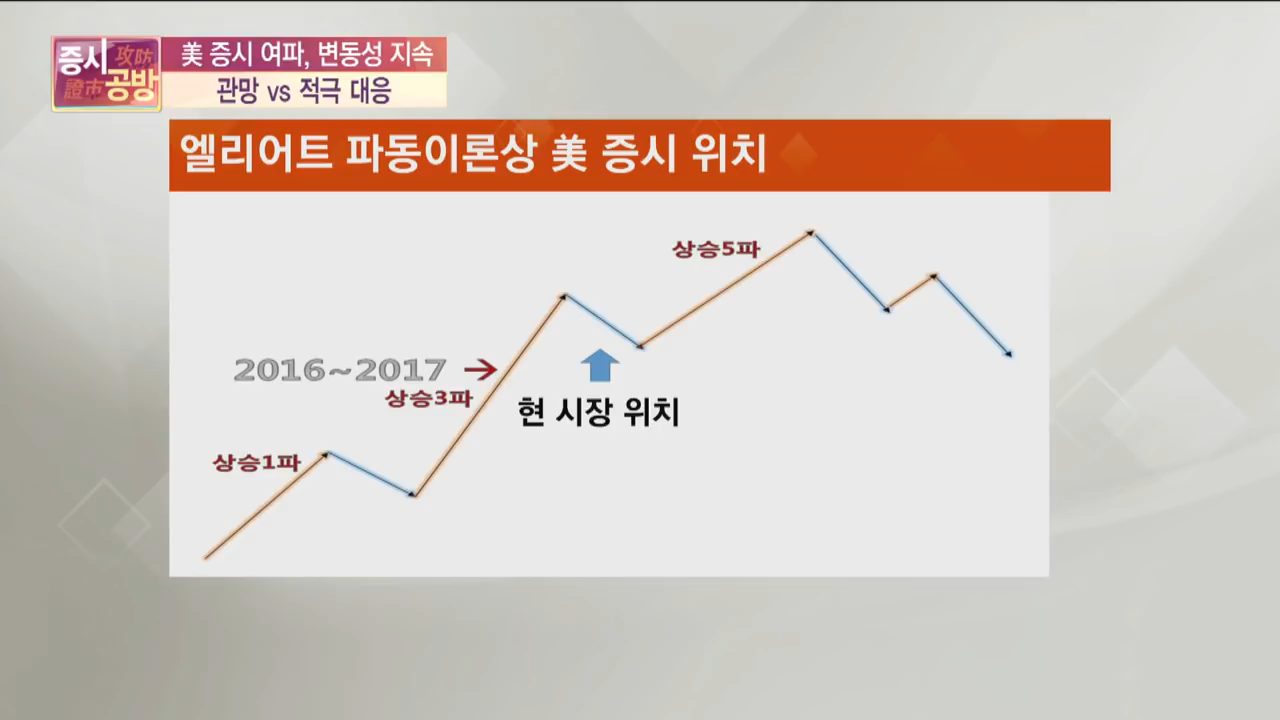 증시 攻防
證市 공방
美 증시 여파, 변동성 지속
관망 vs 적극 대응
엘리어트 파동이론상 美 증시 위치
상승5파
2016~2017
상승3파
현 시장 위치
상승1파